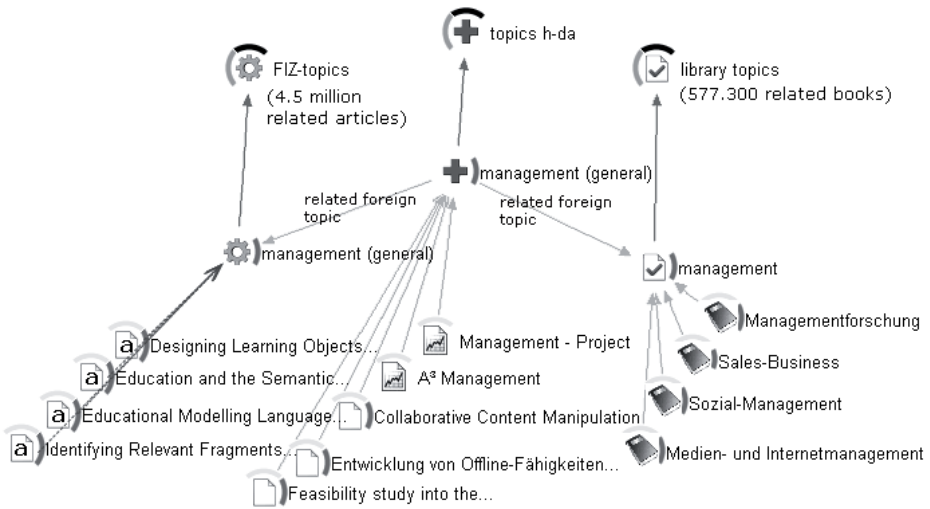 topics h-da
FIZ-topics
(4.5 million
related articles)
library topics
(577.300 related books)
management (general)
related foreign
topic
related foreign
topic
management (general)
management
Managementforschung
Designing Learning Objects...
Management - Project
Sales-Business
Education and the Semantic...
A³ Management
Sozial-Management
Educational Modelling Language...
Collaborative Content Manipulation
Identifying Relevant Fragments...
Medien- und Internetmanagement
Entwicklung von Offline-Fähigkeiten...
Feasibility study into the...
a
a
a
a